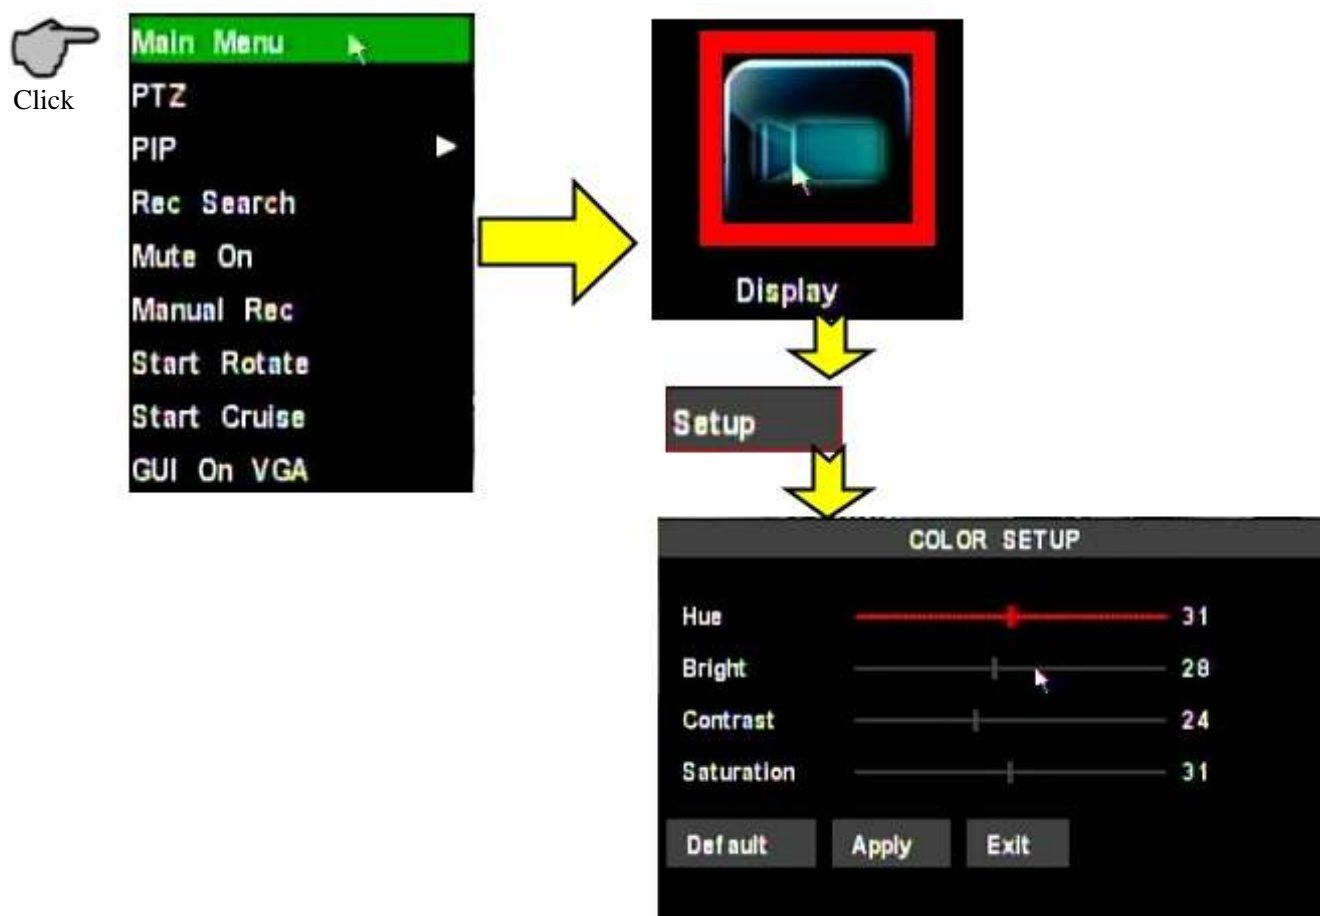 Click
Main Menu
PTZ
PIP
Rec Search
Mute On
Manual Rec
Start Rotate
Start Cruise
GUI On VGA
Display
Setup
COLOR SETUP
Hue 31
Bright 28
Contrast 24
Saturation 31
Default Apply Exit